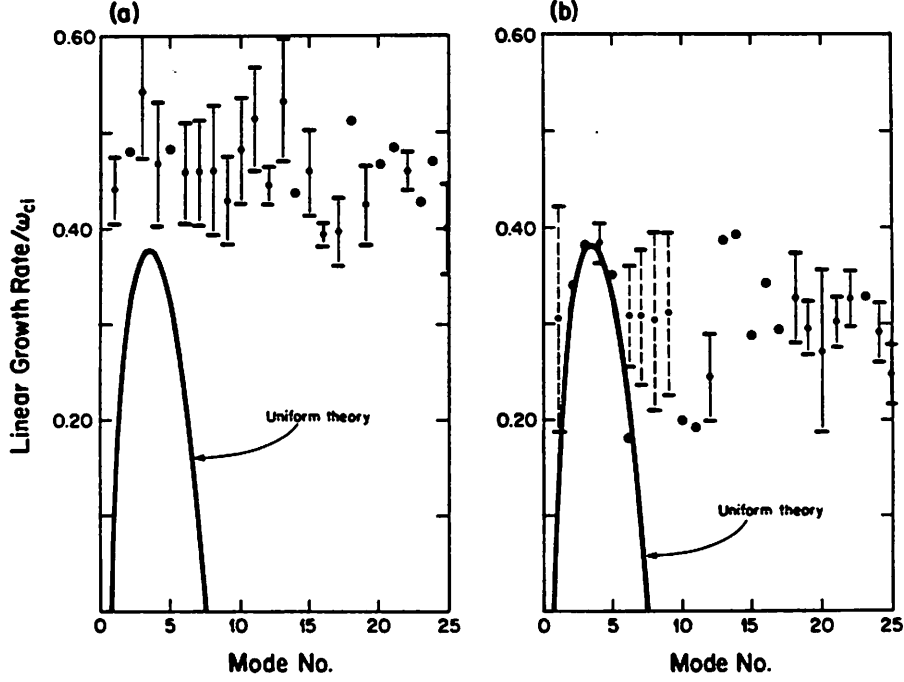 (a)
(b)
Linear Growth Rate/ωci
0.60
0.40
0.20
Uniform theory
0
5
10
15
20
25
Mode No.
0.60
0.40
0.20
Uniform theory
0
5
10
15
20
25
Mode No.